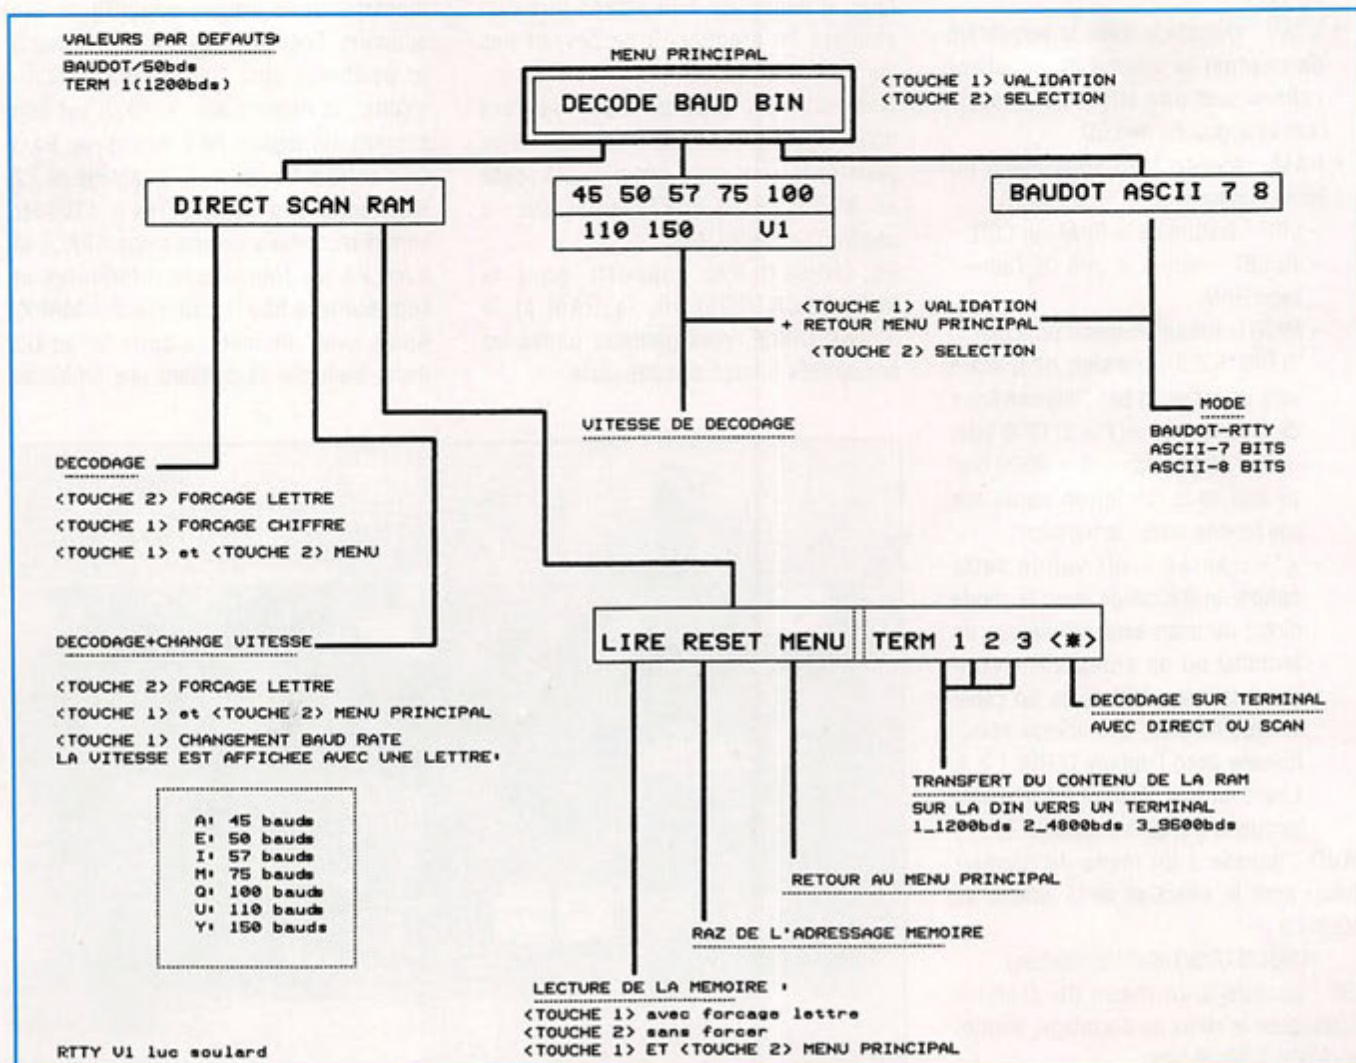 VALEURS PAR DEFAUTS:
BAUDOT/50bds
TERM 1(1200bds)
MENU PRINCIPAL
DECODE BAUD BIN
<TOUCHE 1> VALIDATION
<TOUCHE 2> SELECTION
DIRECT SCAN RAM
45 50 57 75 100
110 150 V1
BAUDOT ASCII 7 8
<TOUCHE 1> VALIDATION
+ RETOUR MENU PRINCIPAL
<TOUCHE 2> SELECTION
VITESSE DE DECODAGE
MODE
BAUDOT-RTTY
ASCII-7 BITS
ASCII-8 BITS
DECODAGE
<TOUCHE 2> FORCAGE LETTRE
<TOUCHE 1> FORCAGE CHIFFRE
<TOUCHE 1> et <TOUCHE 2> MENU
DECODAGE+CHANGE VITESSE
<TOUCHE 2> FORCAGE LETTRE
<TOUCHE 1> et <TOUCHE 2> MENU PRINCIPAL
<TOUCHE 1> CHANGEMENT BAUD RATE
LA VITESSE EST AFFICHEE AVEC UNE LETTRE:
A: 45 bauds
E: 50 bauds
I: 57 bauds
M: 75 bauds
Q: 100 bauds
U: 110 bauds
Y: 150 bauds
LIRE RESET MENU TERM 1 2 3 <*>
DECODAGE SUR TERMINAL
AVEC DIRECT OU SCAN
TRANSFERT DU CONTENU DE LA RAM
SUR LA DIN VERS UN TERMINAL
1_1200bds 2_4800bds 3_9600bds
RETOUR AU MENU PRINCIPAL
RAZ DE L'ADRESSAGE MEMOIRE
LECTURE DE LA MEMOIRE :
<TOUCHE 1> avec forcage lettre
<TOUCHE 2> sans forcer
<TOUCHE 1> ET <TOUCHE 2> MENU PRINCIPAL
RTTY V1 luc soulard